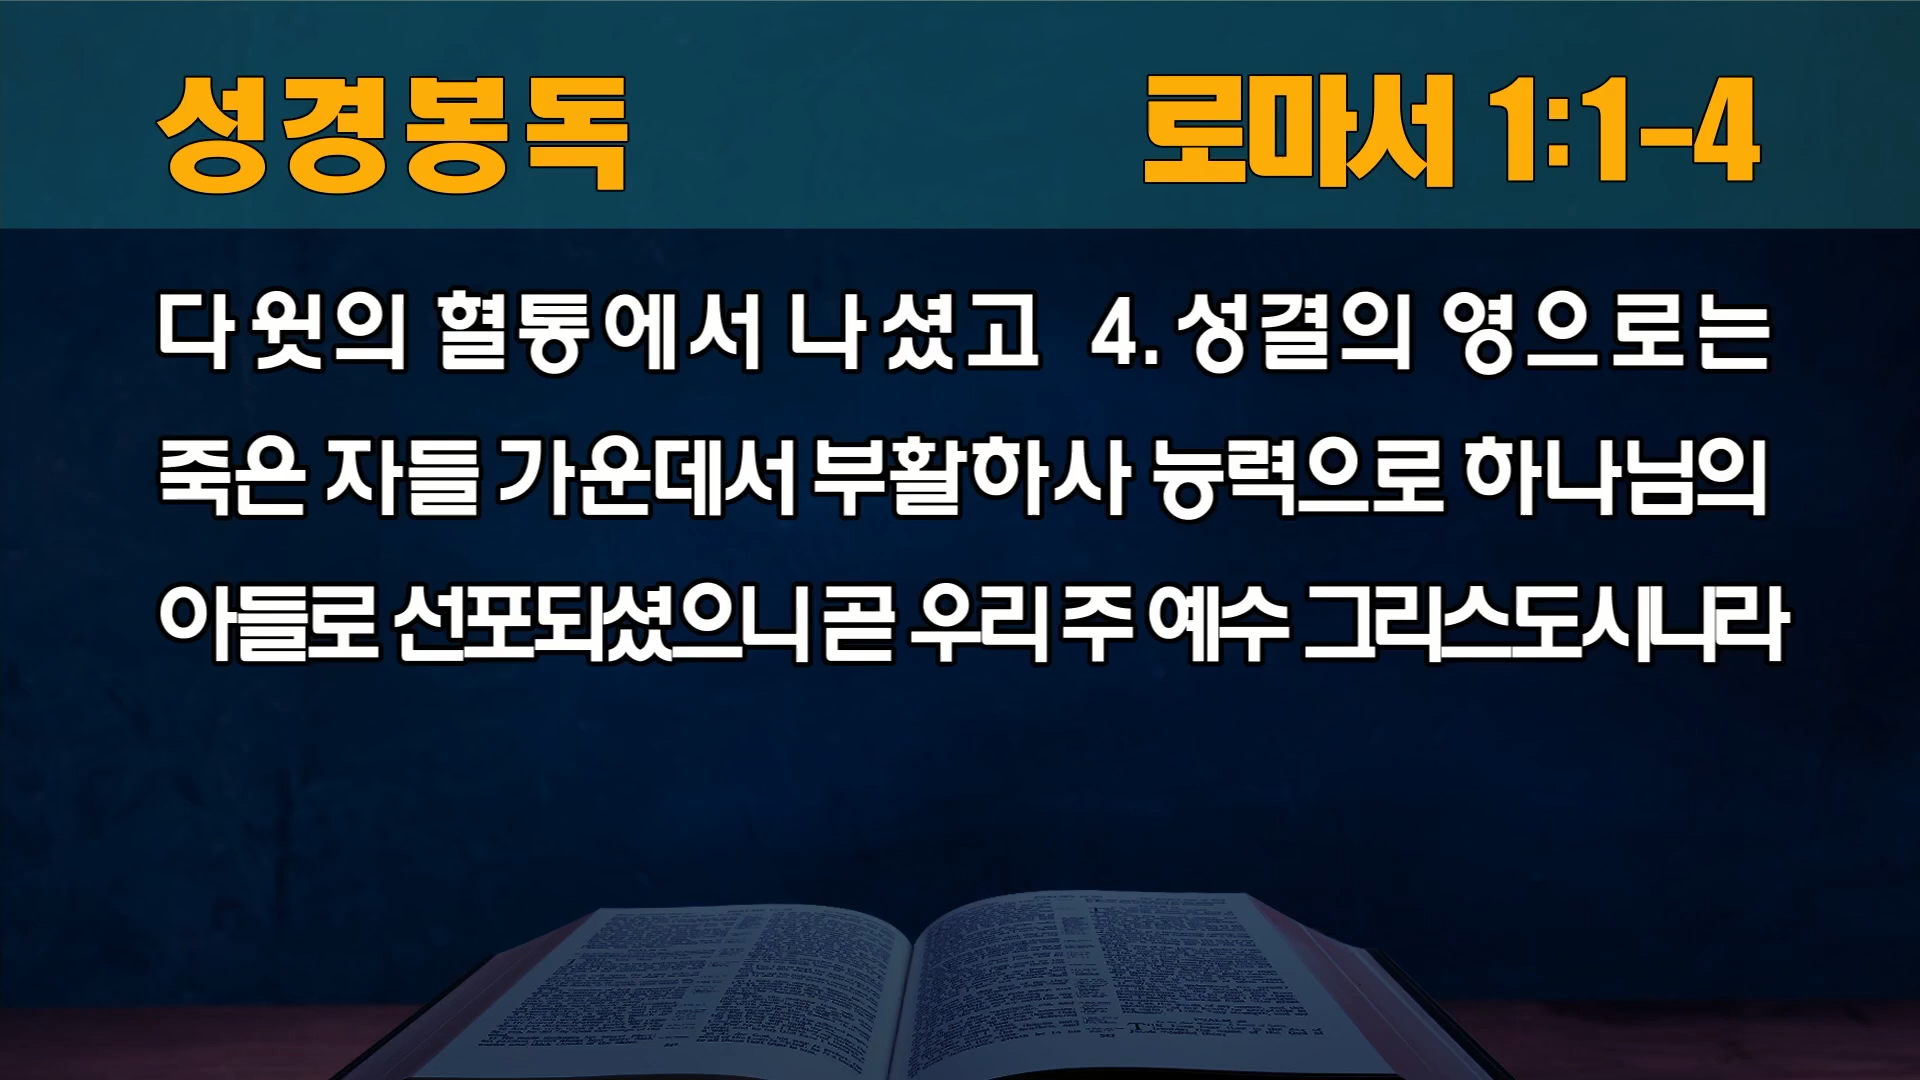 성경봉독 로마서 1:1-4
다윗의 혈통에서 나셨고 4. 성결의 영으로는
죽은 자들 가운데서 부활하사 능력으로 하나님의
아들로 선포되셨으니 곧 우리 주 예수 그리스도시니라